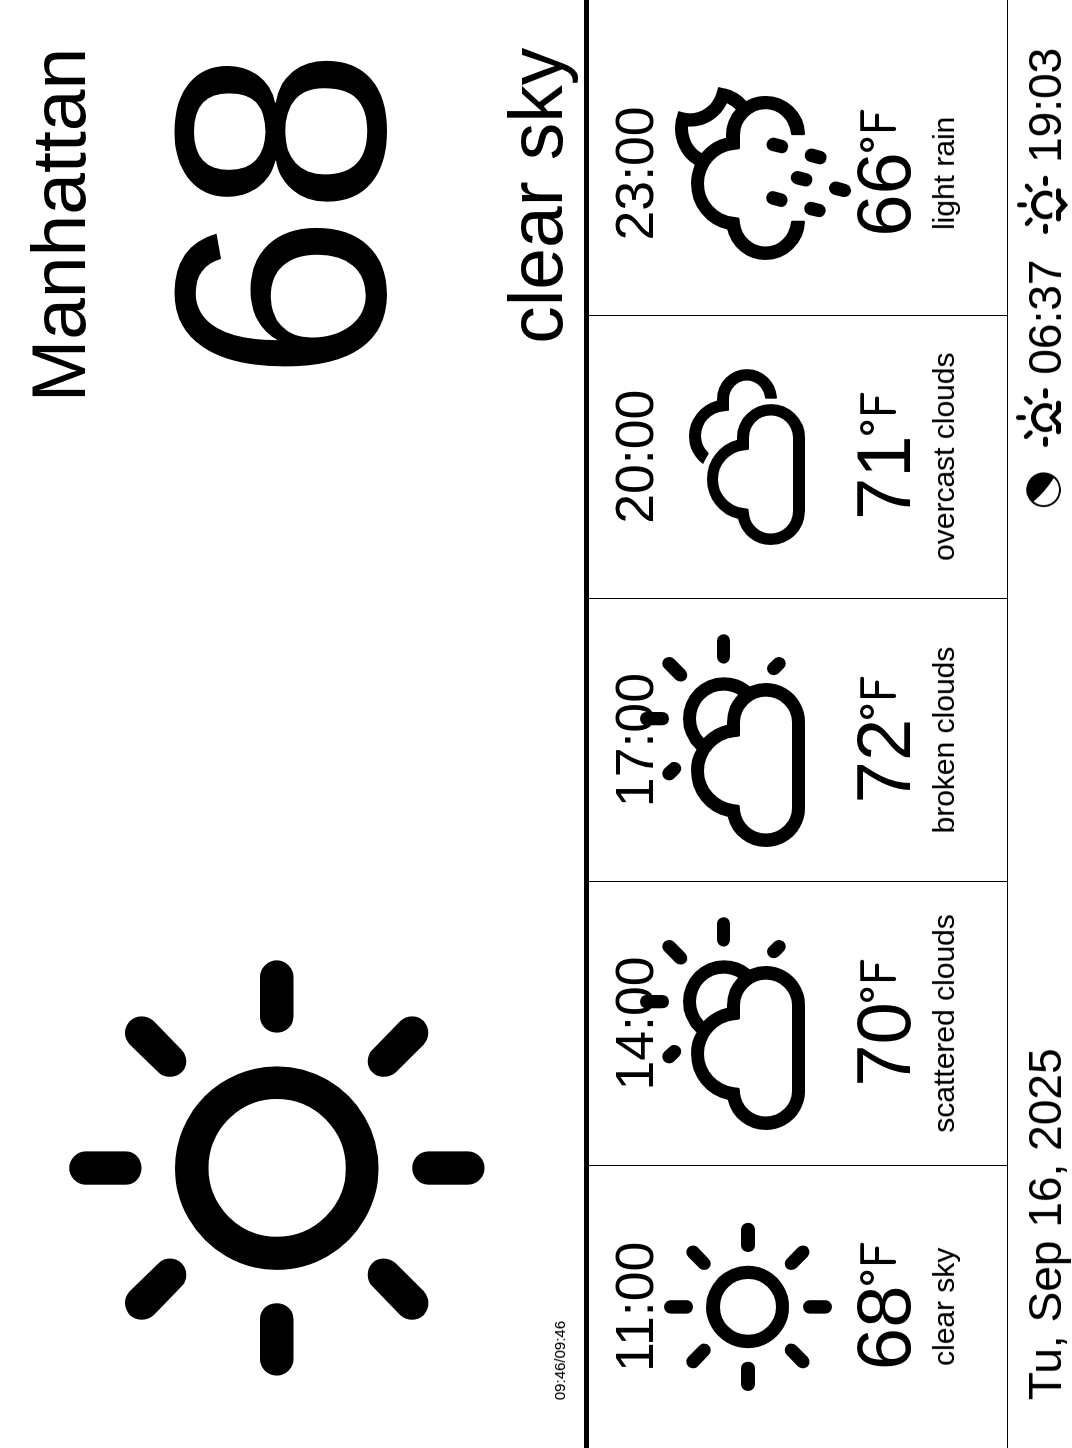 Manhattan
68
clear sky
09:46/09:46
11:00
68°F
clear sky
14:00
70°F
scattered clouds
17:00
72°F
broken clouds
20:00
71°F
overcast clouds
23:00
66°F
light rain
Tu, Sep 16, 2025
06:37
19:03